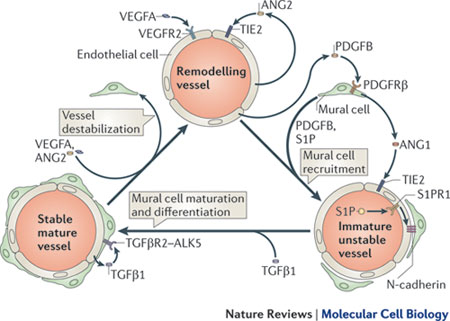 VEGFA
ANG2
VEGFR2
TIE2
Endothelial cell
Remodelling
vessel
PDGFB
PDGFRβ
Mural cell
Vessel
destabilization
PDGFB,
S1P
VEGFA,
ANG2
ANG1
Mural cell
recruitment
TIE2
Mural cell maturation
and differentiation
S1P
S1PR1
Stable
mature
vessel
Immature
unstable
vessel
TGFβR2–ALK5
TGFβ1
TGFβ1
N-cadherin
Nature Reviews | Molecular Cell Biology